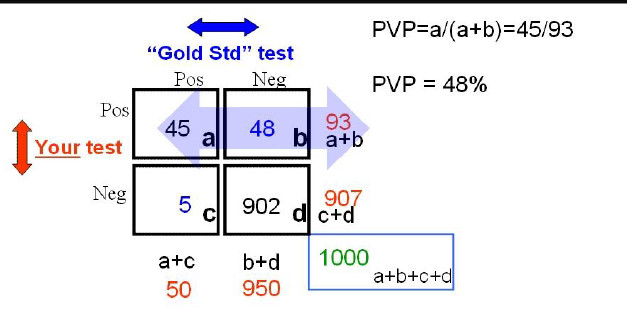 PVP=a/(a+b)=45/93
“Gold Std” test
PVP = 48%
Pos Neg
Pos
45 a 48 b 93
a+b
Your test
Neg
5 c 902 d 907
c+d
a+c b+d 1000
a+b+c+d
50 950